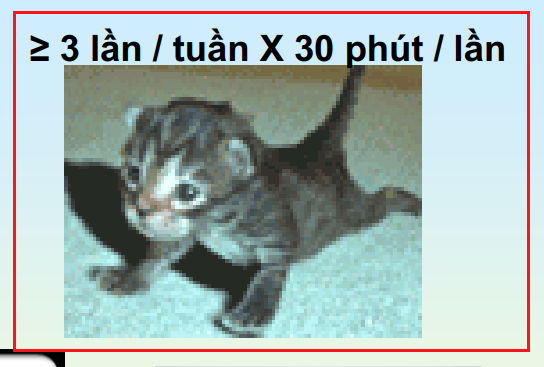 ≥ 3 lần / tuần X 30 phút / lần